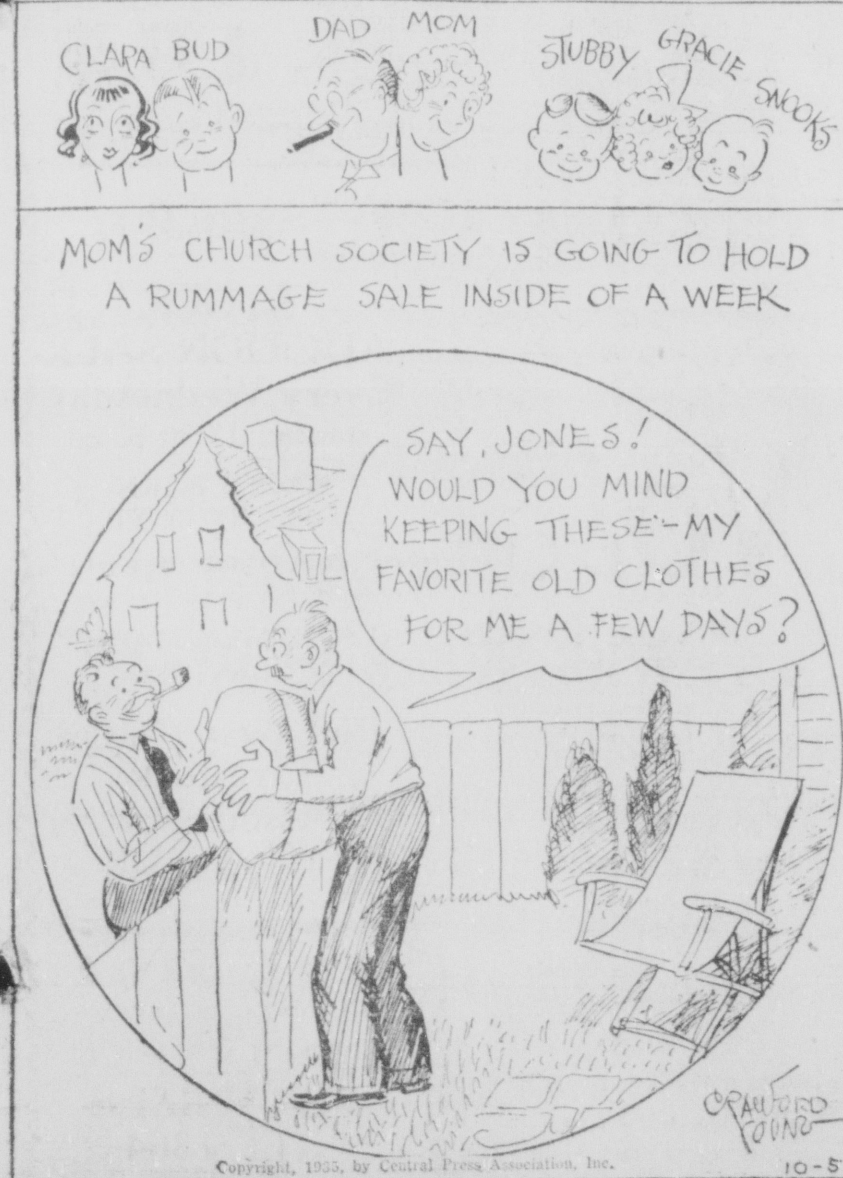 CLARA BUD DAD MOM STUBBY GRACIE SNOOKS
MOM'S CHURCH SOCIETY IS GOING TO HOLD
A RUMMAGE SALE INSIDE OF A WEEK
SAY, JONES!
WOULD YOU MIND
KEEPING THESE - MY
FAVORITE OLD CLOTHES
FOR ME A FEW DAYS?
CRAWFORD
YOUNG
Copyright, 1935, by Central Press Association, Inc.
10-5